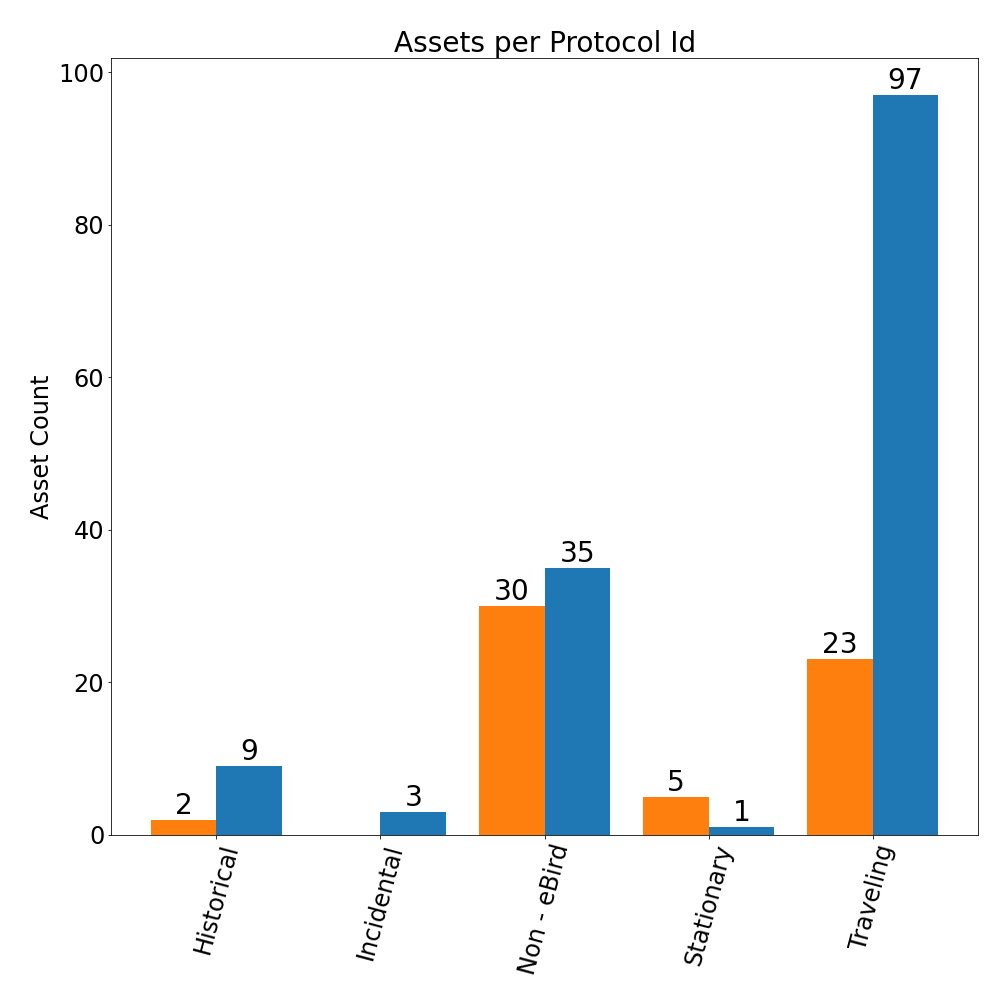 Assets per Protocol Id
100
80
60
40
20
0
Asset Count
2
9
3
30
35
5
1
23
97
Historical
Incidental
Non - eBird
Stationary
Traveling